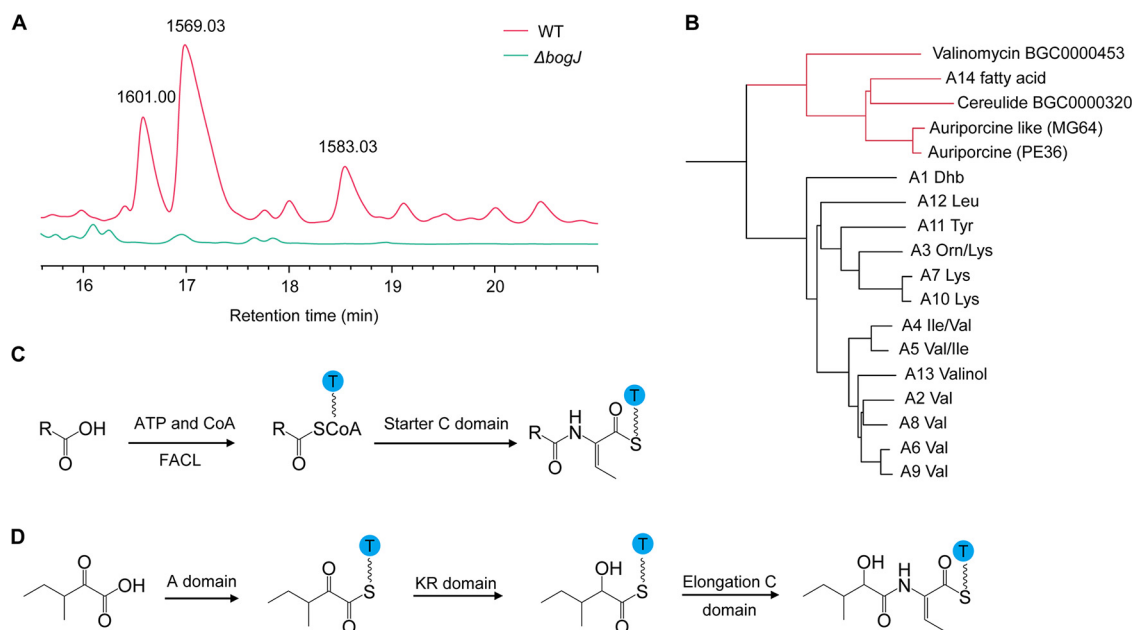 A
1569.03
1601.00
1583.03
WT
ΔbogJ
16 17 18 19 20
Retention time (min)
B
Valinomycin BGC0000453
A14 fatty acid
Cereulide BGC0000320
Auriporcine like (MG64)
Auriporcine (PE36)
A1 Dhb
A12 Leu
A11 Tyr
A3 Orn/Lys
A7 Lys
A10 Lys
A4 Ile/Val
A5 Val/Ile
A13 Valinol
A2 Val
A8 Val
A6 Val
A9 Val
C
R OH
O
ATP and CoA
FACL
T
R SCoA
O
Starter C domain
T
R H N O S
O
D
O
OH
O
A domain
T
O
S
O
KR domain
T
OH
S
O
Elongation C
domain
T
OH H N O S
O